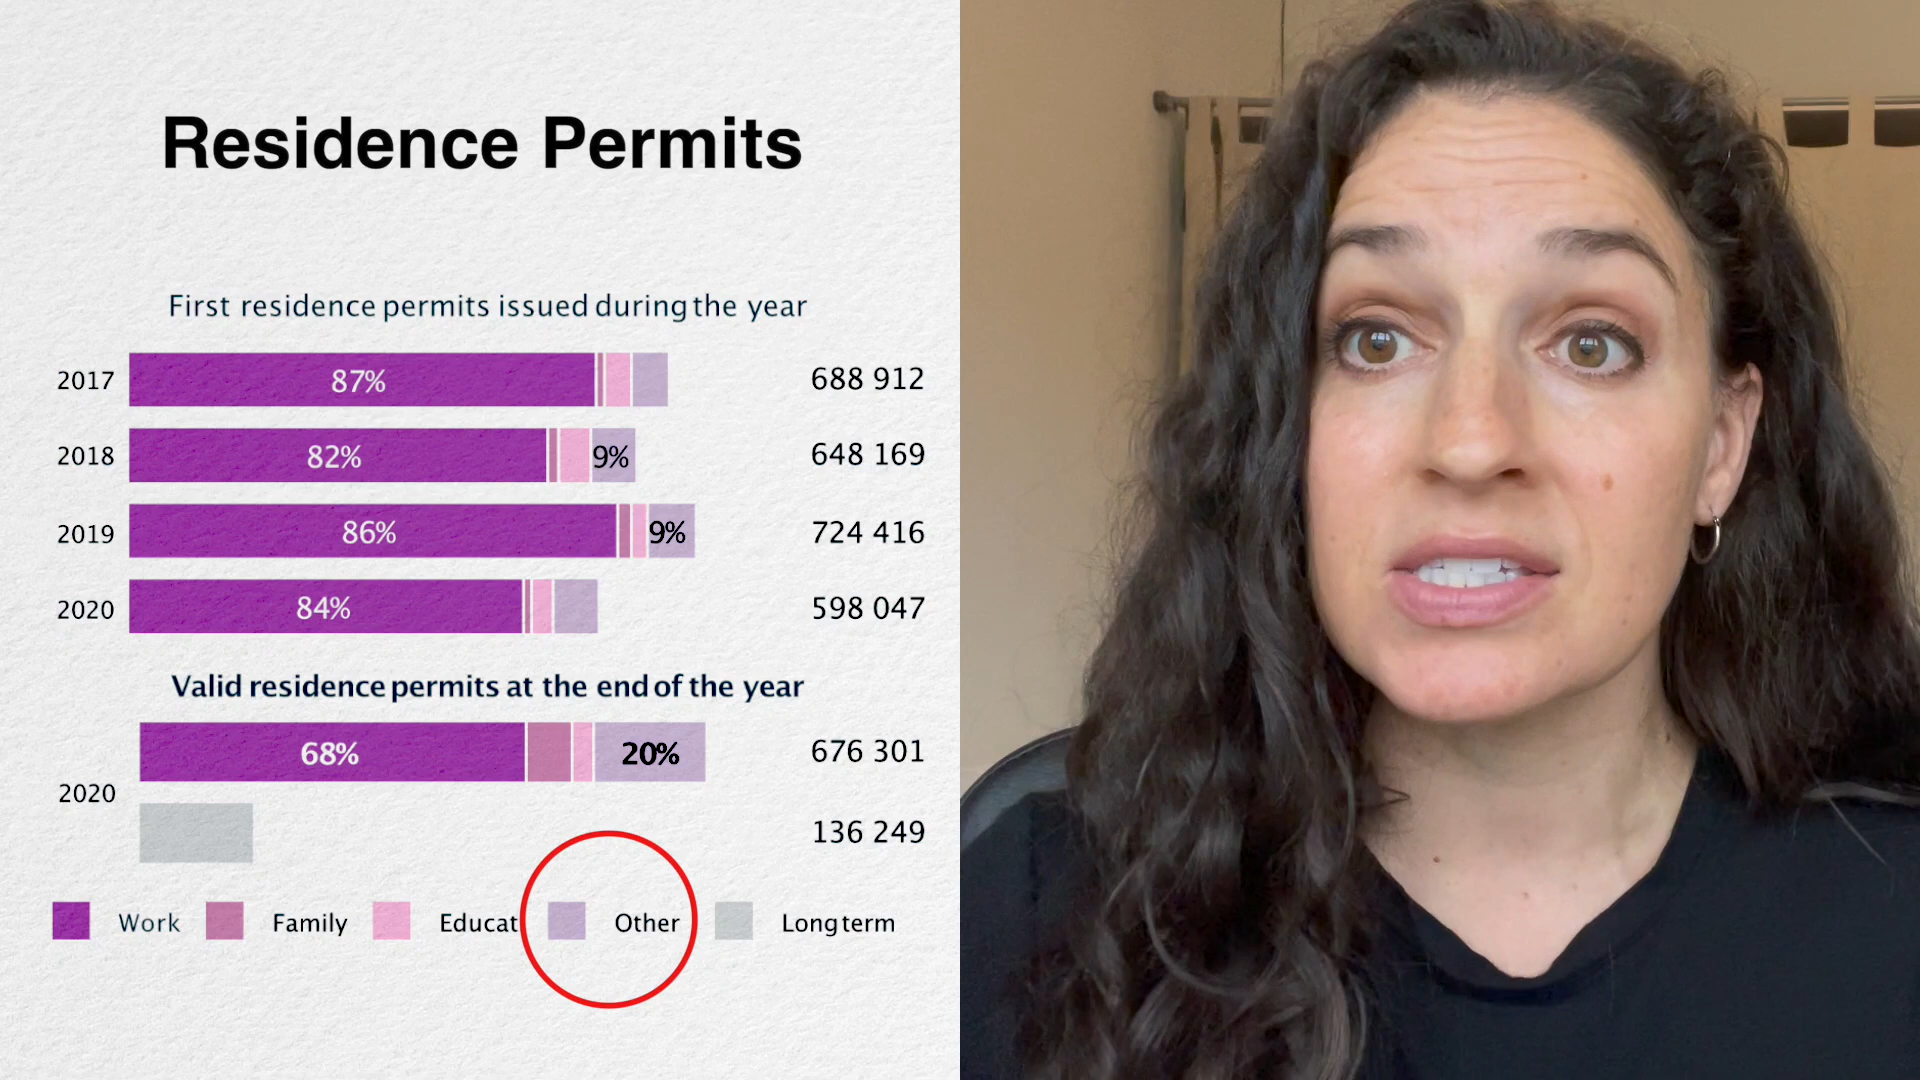 Residence Permits
First residence permits issued during the year
2017 87% 688 912
2018 82% 9% 648 169
2019 86% 9% 724 416
2020 84% 598 047
Valid residence permits at the end of the year
68% 20% 676 301
2020
136 249
Work Family Educat Other Long term